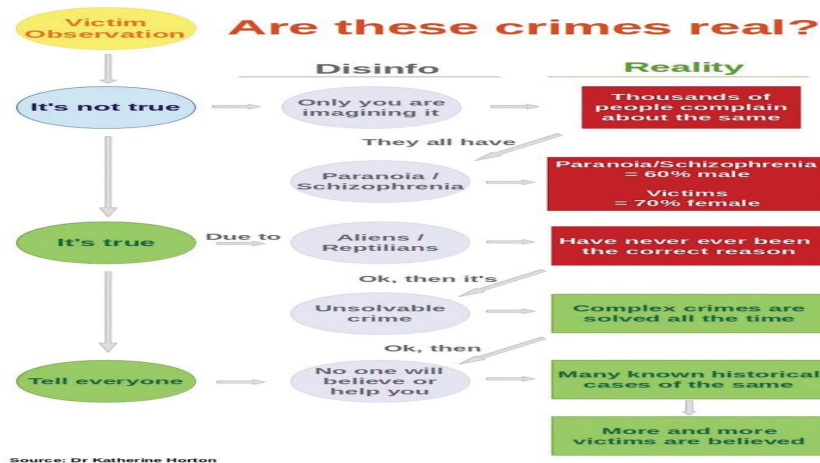 Victim
Observation
Are these crimes real?
Disinfo
Reality
It's not true
Only you are
imagining it
Thousands of
people complain
about the same
They all have
Paranoia /
Schizophrenia
Paranoia/Schizophrenia
= 60% male
Victims
= 70% female
It's true
Due to
Aliens /
Reptilians
Have never ever been
the correct reason
Ok, then it's
Unsolvable
crime
Complex crimes are
solved all the time
Ok, then
Tell everyone
No one will
believe or
help you
Many known historical
cases of the same
More and more
victims are believed
Source: Dr Katherine Horton